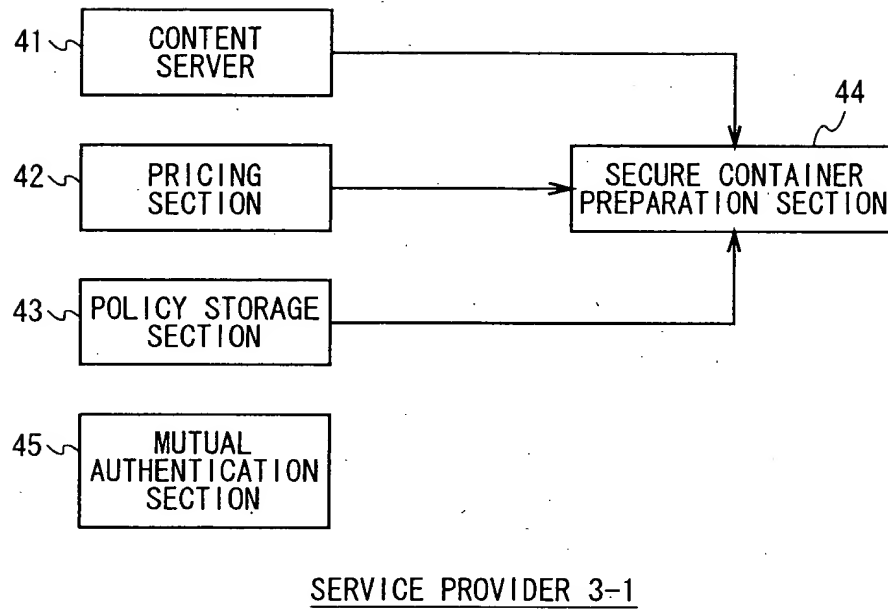 41
CONTENT
SERVER
44
42
PRICING
SECTION
SECURE CONTAINER
PREPARATION SECTION
43
POLICY STORAGE
SECTION
45
MUTUAL
AUTHENTICATION
SECTION
SERVICE PROVIDER 3-1